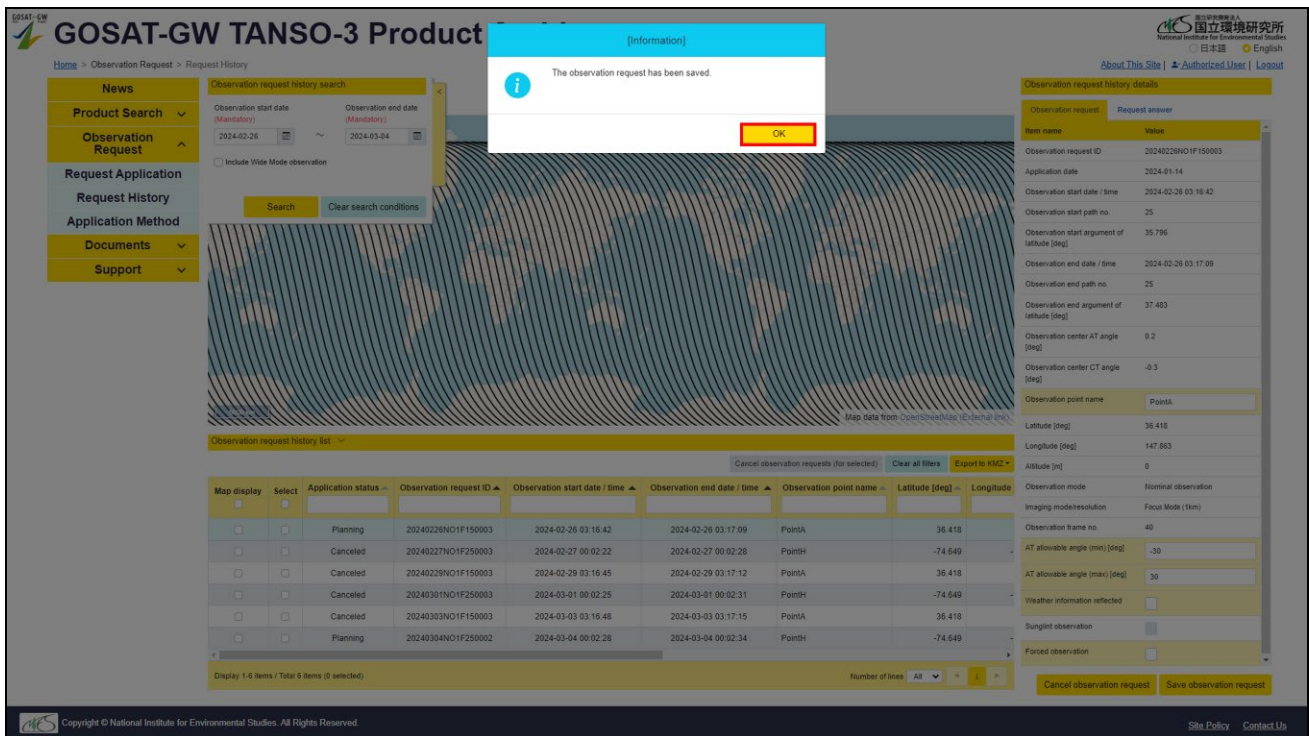 GOSAT-GW
GOSAT-GW TANSO-3 Product
国立研究開発法人
国立環境研究所
National Institute for Environmental Studies
日本語 English
Home > Observation Request > Request History
About This Site | Authorized User | Logout
[Information]
The observation request has been saved.
OK
News
Product Search
Observation Request
Request Application
Request History
Application Method
Documents
Support
Observation request history search
<
Observation start date (Mandatory)
Observation end date (Mandatory)
2024-02-26 ~ 2024-03-04
Include Wide Mode observation
Search Clear search conditions
Map data from OpenStreetMap (External link)
Observation request history list
Cancel observation requests (for selected) Clear all filters Export to KMZ
Map display Select Application status Observation request ID Observation start date / time Observation end date / time Observation point name Latitude [deg] Longitude
Planning 20240226NO1F150003 2024-02-26 03:16:42 2024-02-26 03:17:09 PointA 36.418
Canceled 20240227NO1F250003 2024-02-27 00:02:22 2024-02-27 00:02:28 PointH -74.649 -
Canceled 20240229NO1F150003 2024-02-29 03:16:45 2024-02-29 03:17:12 PointA 36.418
Canceled 20240301NO1F250003 2024-03-01 00:02:25 2024-03-01 00:02:31 PointH -74.649 -
Canceled 20240303NO1F150003 2024-03-03 03:16:48 2024-03-03 03:17:15 PointA 36.418
Planning 20240304NO1F250002 2024-03-04 00:02:28 2024-03-04 00:02:34 PointH -74.649 -
Display 1-6 items / Total 6 items (0 selected)
Number of lines All < 1 >
Observation request history details
Observation request Request answer
Item name Value
Observation request ID 20240226NO1F150003
Application date 2024-01-14
Observation start date / time 2024-02-26 03:16:42
Observation start path no. 25
Observation start argument of latitude [deg] 35.796
Observation end date / time 2024-02-26 03:17:09
Observation end path no. 25
Observation end argument of latitude [deg] 37.483
Observation center AT angle [deg] 0.2
Observation center CT angle [deg] -0.3
Observation point name PointA
Latitude [deg] 36.418
Longitude [deg] 147.863
Altitude [m] 0
Observation mode Nominal observation
Imaging mode/resolution Focus Mode (1km)
Observation frame no. 40
AT allowable angle (min) [deg] -30
AT allowable angle (max) [deg] 30
Weather information reflected
Sunglint observation
Forced observation
Cancel observation request Save observation request
Copyright © National Institute for Environmental Studies. All Rights Reserved.
Site Policy Contact Us